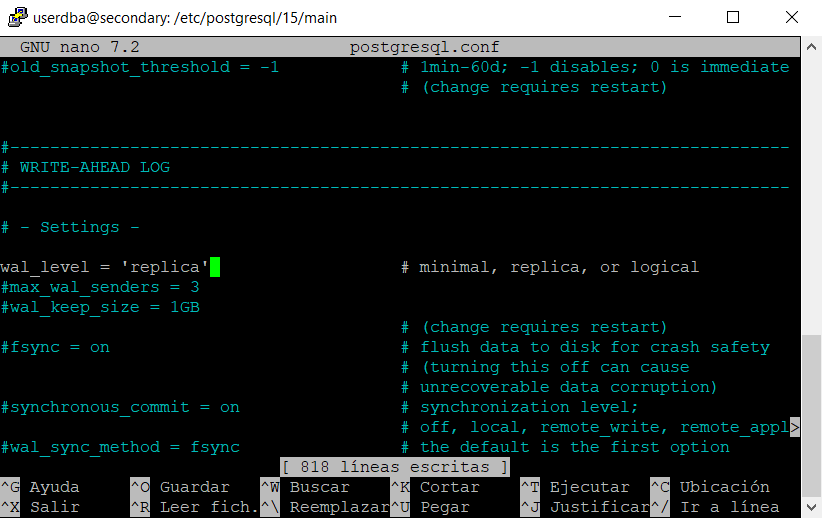 userdba@secondary: /etc/postgresql/15/main
GNU nano 7.2 postgresql.conf
#old_snapshot_threshold = -1 # 1min-60d; -1 disables; 0 is immediate
# (change requires restart)
#------------------------------------------------------------------------------
# WRITE-AHEAD LOG
#------------------------------------------------------------------------------
# - Settings -
wal_level = 'replica' # minimal, replica, or logical
#max_wal_senders = 3
#wal_keep_size = 1GB
# (change requires restart)
#fsync = on # flush data to disk for crash safety
# (turning this off can cause
# unrecoverable data corruption)
#synchronous_commit = on # synchronization level;
# off, local, remote_write, remote_appl>
#wal_sync_method = fsync # the default is the first option
[ 818 líneas escritas ]
^G Ayuda ^O Guardar ^W Buscar ^K Cortar ^T Ejecutar ^C Ubicación
^X Salir ^R Leer fich. ^\ Reemplazar ^U Pegar ^J Justificar ^/ Ir a línea